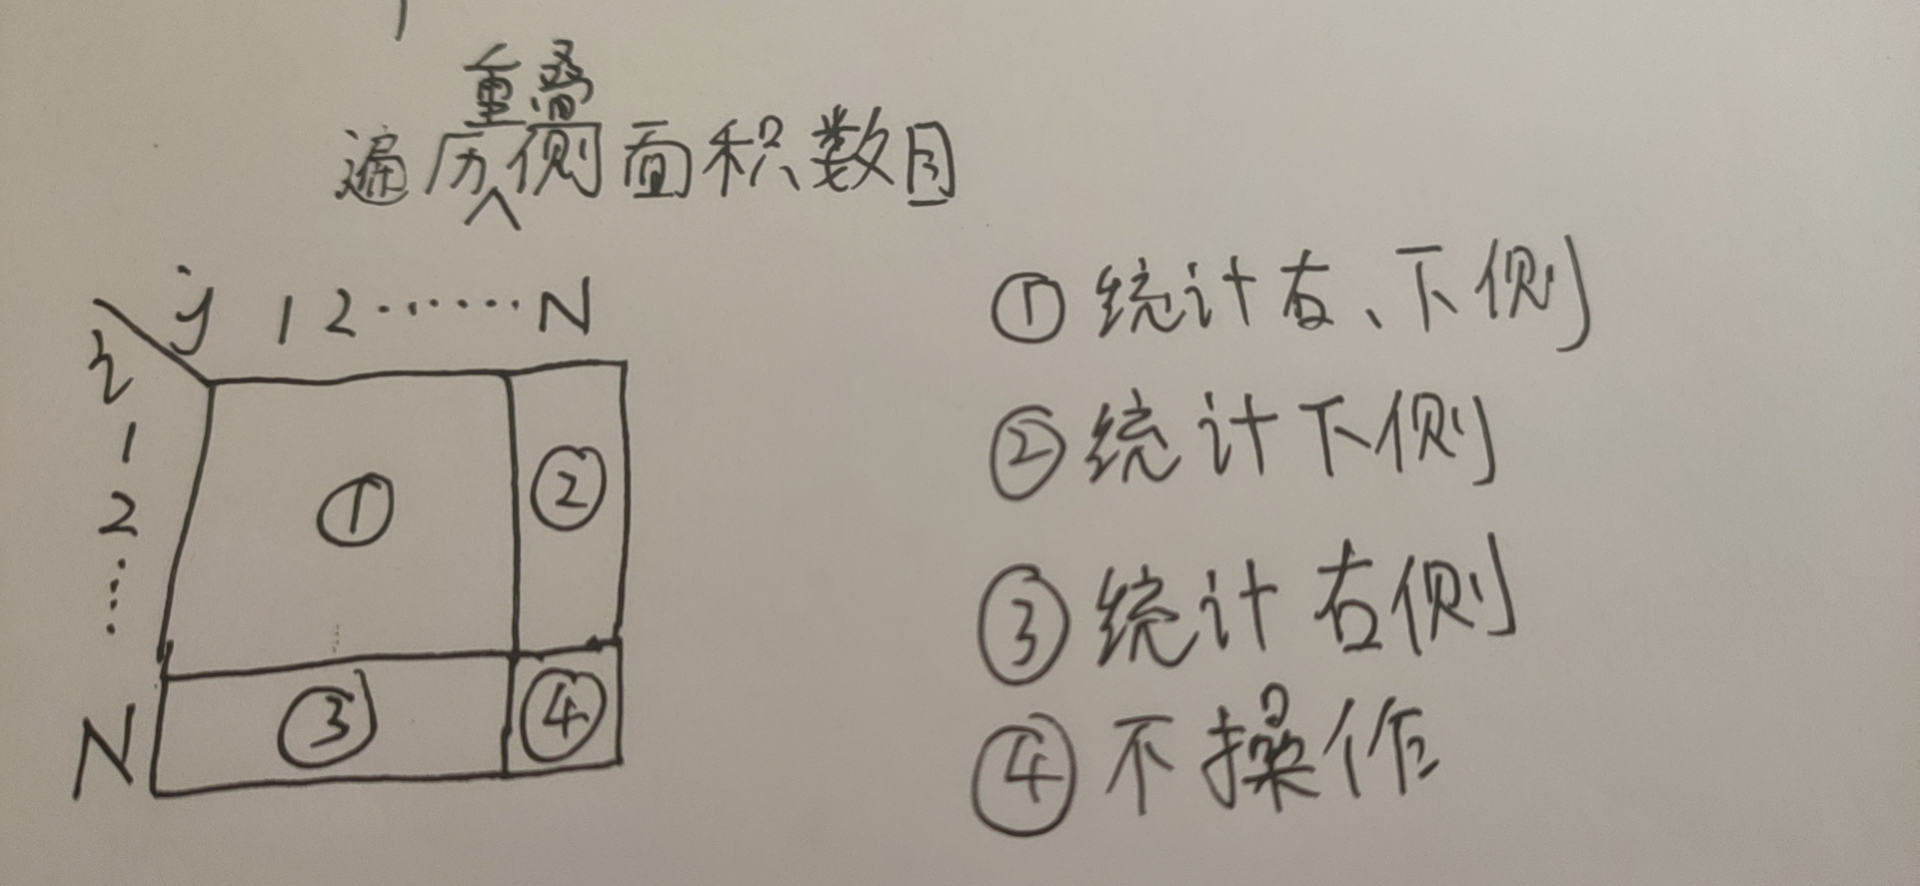 遍历重叠侧面积数目
j 1 2 ······ N
i
1
2
⋮
N
① ②
③ ④
① 统计右、下侧
② 统计下侧
③ 统计右侧
④ 不操作